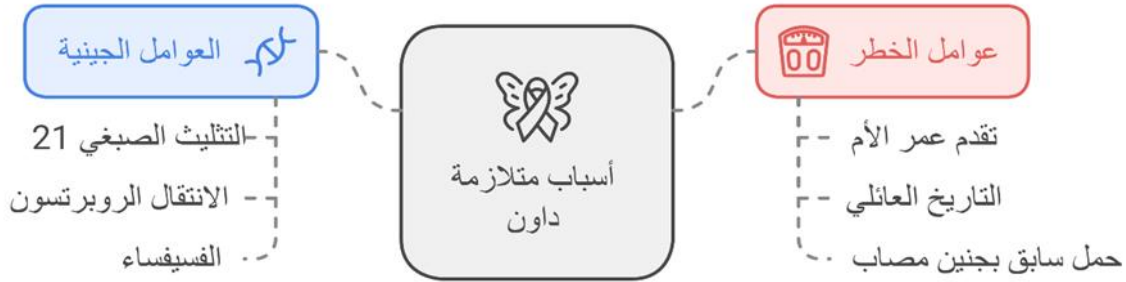 عوامل الخطر
تقدم عمر الأم
التاريخ العائلي
حمل سابق بجنين مصاب
أسباب متلازمة
داون
العوامل الجينية
التثليث الصبغي 21
الانتقال الروبرتسون
الفسيفساء